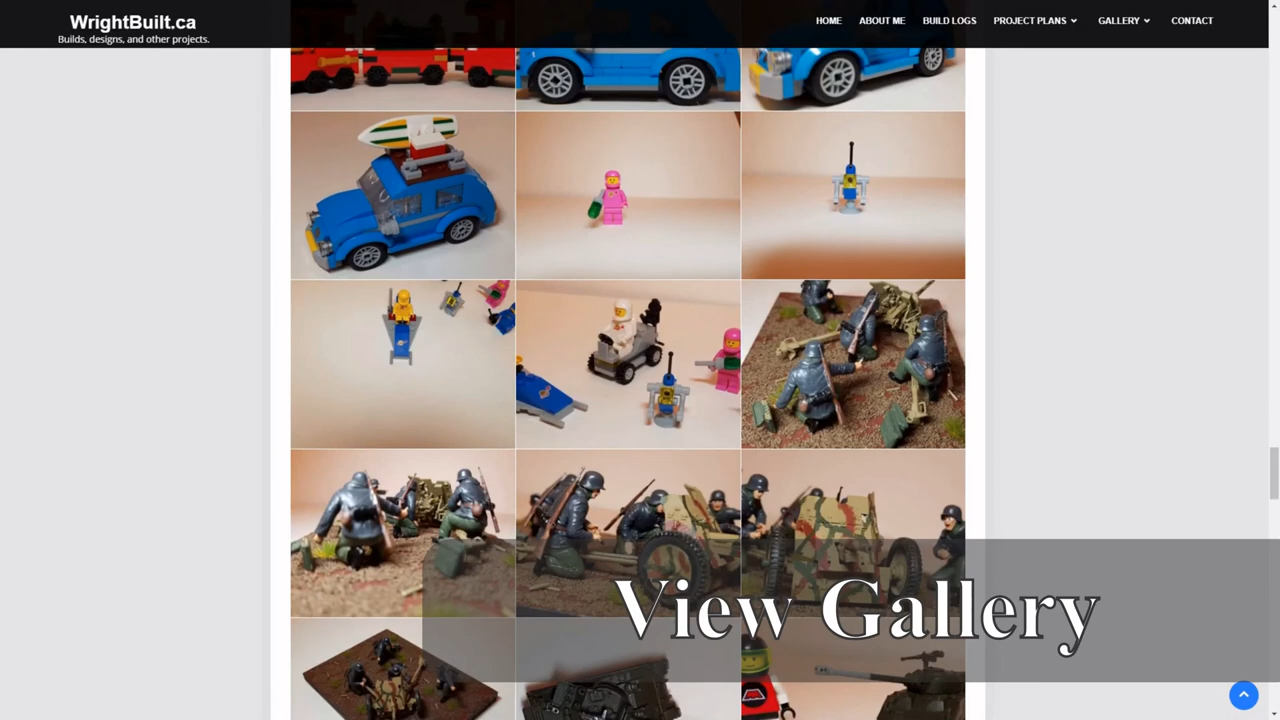 WrightBuilt.ca
Builds, designs, and other projects.
HOME ABOUT ME BUILD LOGS PROJECT PLANS GALLERY CONTACT
View Gallery